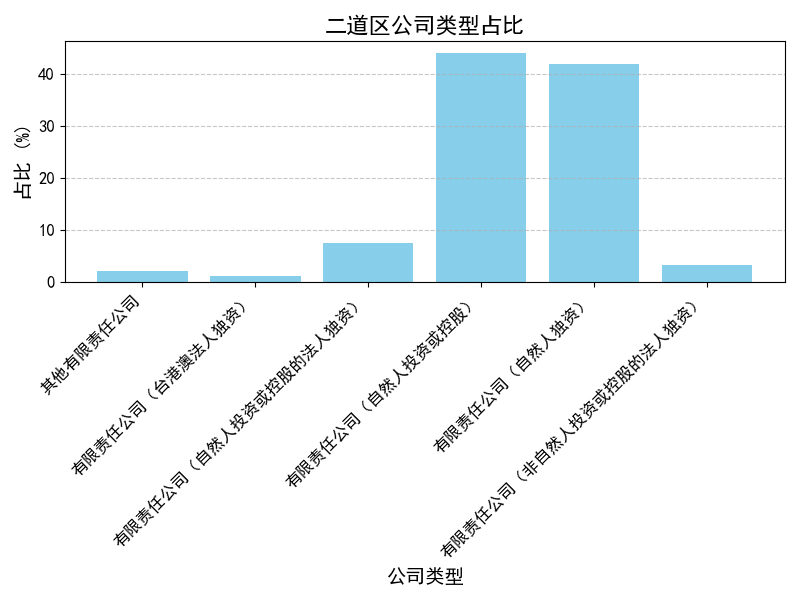 二道区公司类型占比
占比 (%)
40
30
20
10
0
其他有限责任公司
有限责任公司（台港澳法人独资）
有限责任公司（自然人投资或控股的法人独资）
有限责任公司（自然人投资或控股）
有限责任公司（自然人独资）
有限责任公司（非自然人投资或控股的法人独资）
公司类型